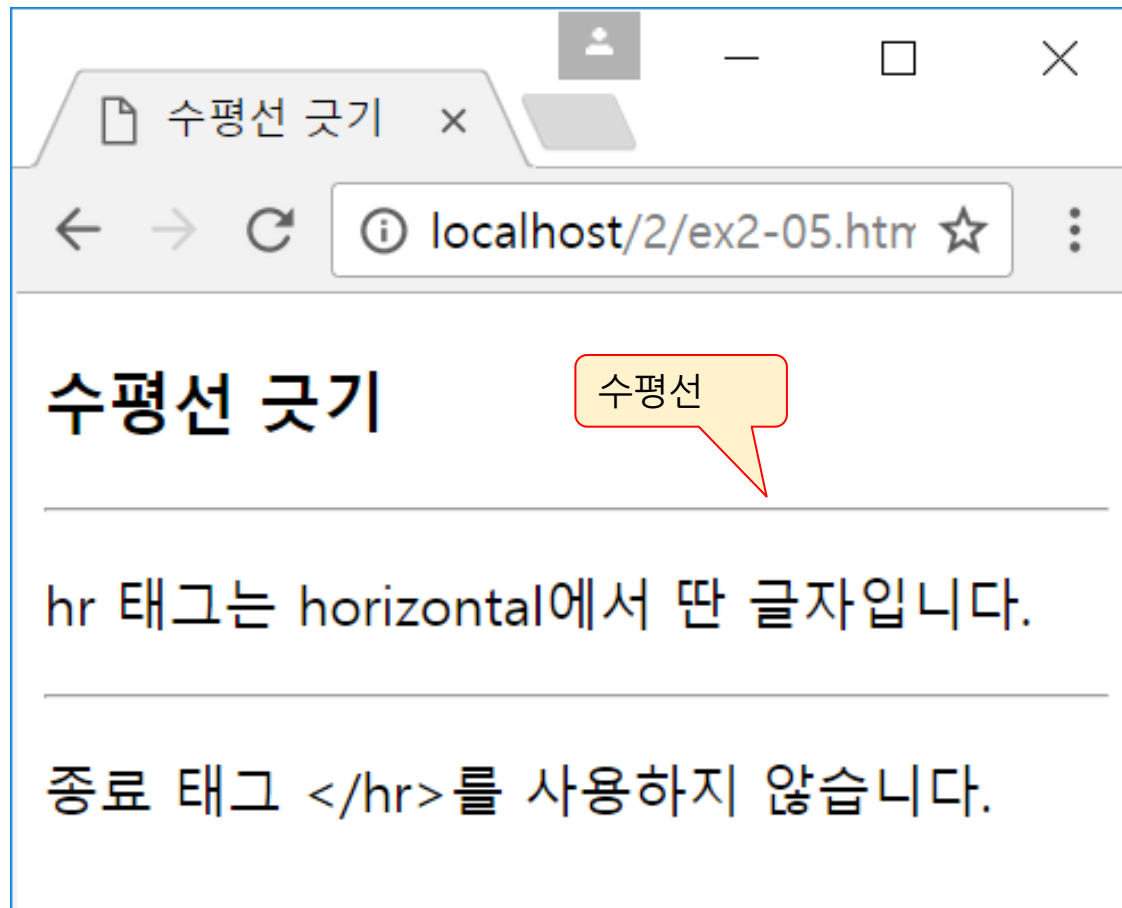 수평선 긋기
localhost/2/ex2-05.htm
수평선 긋기
수평선
hr 태그는 horizontal에서 딴 글자입니다.
종료 태그 </hr>를 사용하지 않습니다.